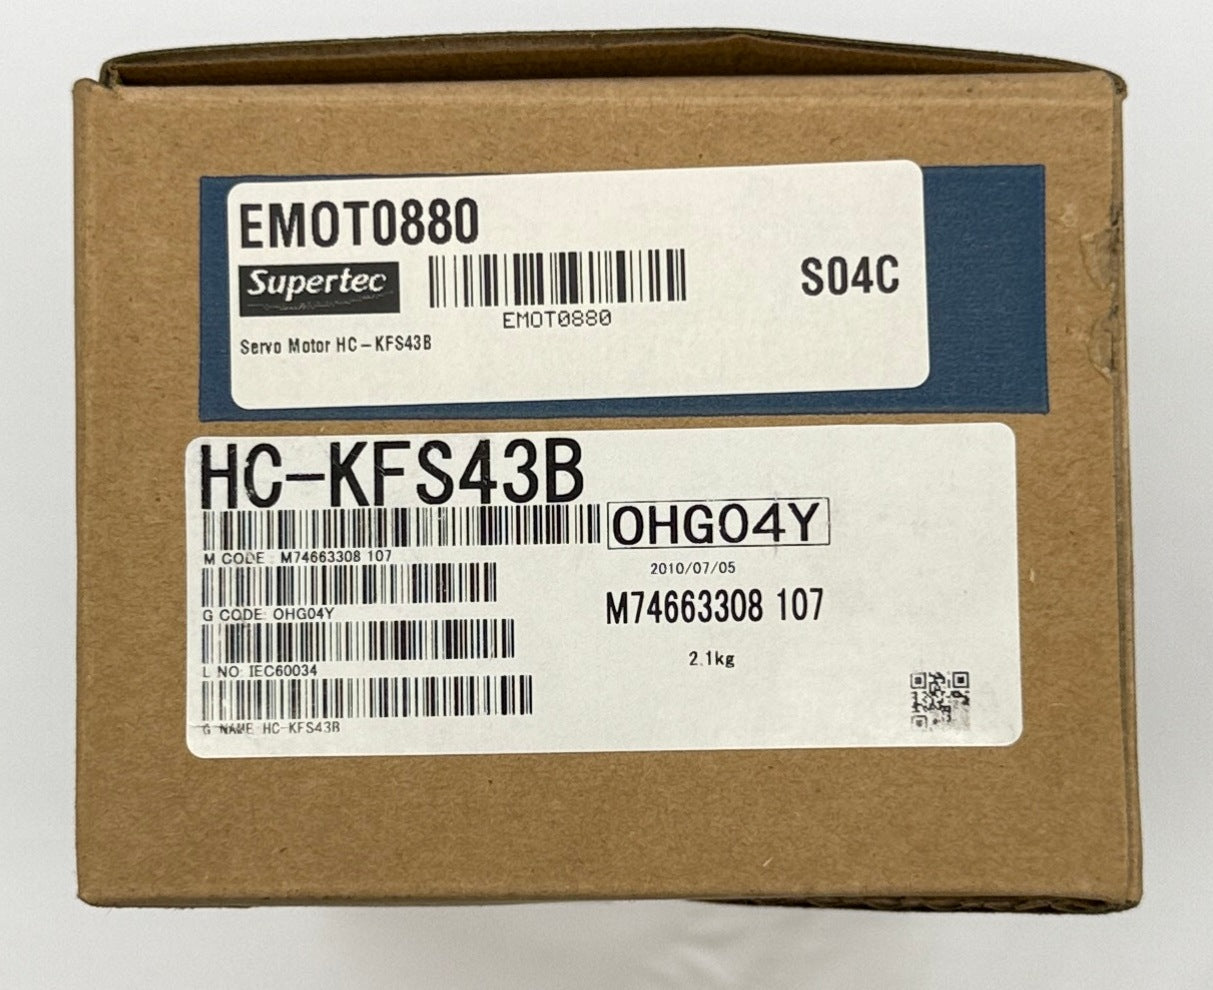 EMOT0880
Supertec
EMOT0880
S04C
Servo Motor HC-KFS43B
HC-KFS43B
OHG04Y
M CODE: M74663308 107
2010/07/05
G CODE: OHG04Y
M74663308 107
L NO: IEC60034
2.1kg
G NAME: HC-KFS43B